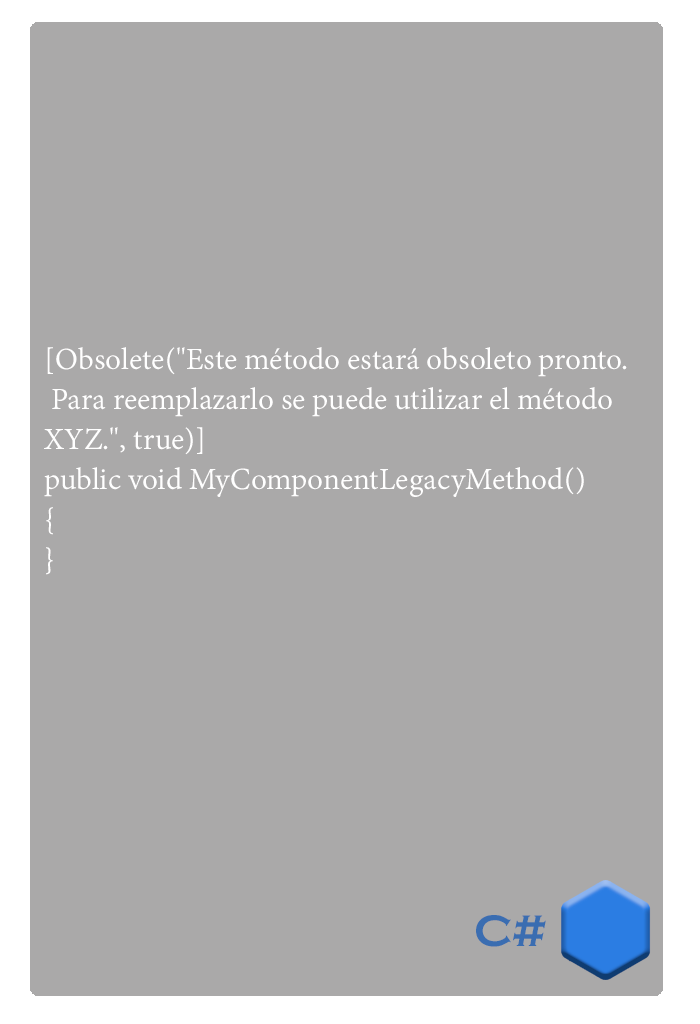 [Obsolete("Este método estará obsoleto pronto.
Para reemplazarlo se puede utilizar el método
XYZ.", true)]
public void MyComponentLegacyMethod()
{
}
C#